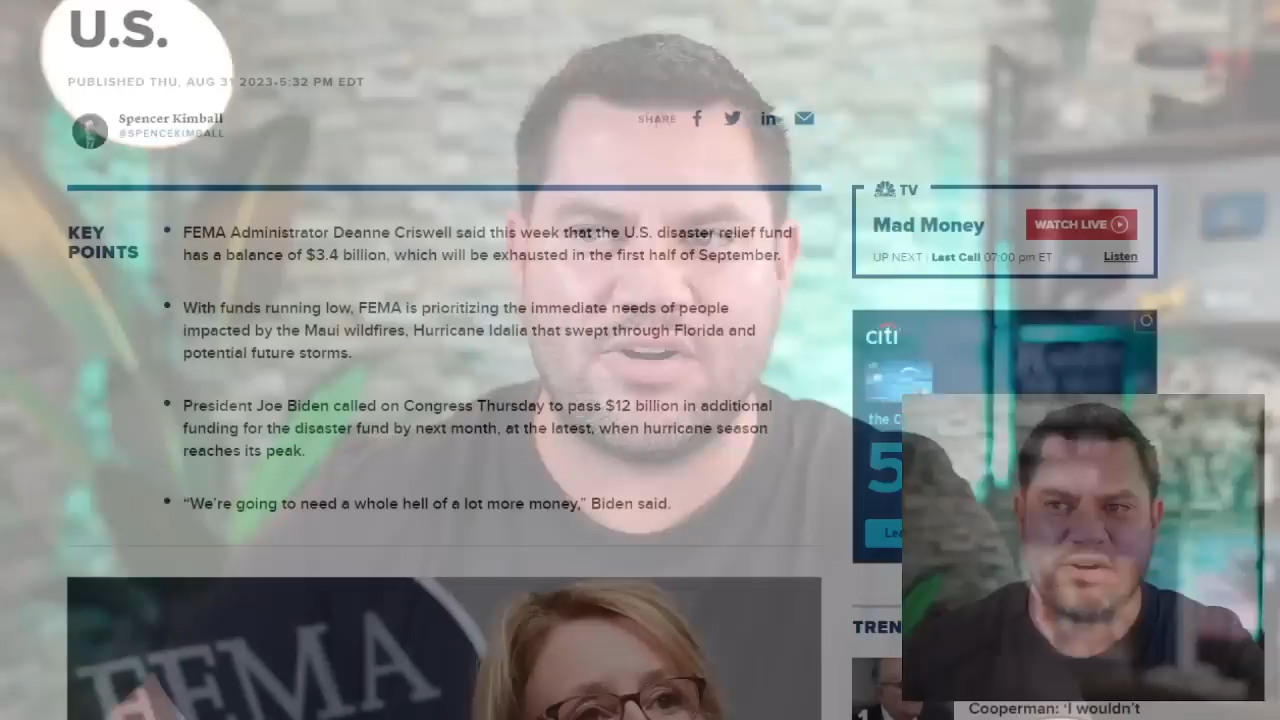 U.S.
PUBLISHED THU, AUG 31 2023•5:32 PM EDT
Spencer Kimball
@SPENCEKIMBALL
SHARE
in
KEY
POINTS
• FEMA Administrator Deanne Criswell said this week that the U.S. disaster relief fund
has a balance of $3.4 billion, which will be exhausted in the first half of September.
• With funds running low, FEMA is prioritizing the immediate needs of people
impacted by the Maui wildfires, Hurricane Idalia that swept through Florida and
potential future storms.
• President Joe Biden called on Congress Thursday to pass $12 billion in additional
funding for the disaster fund by next month, at the latest, when hurricane season
reaches its peak.
• “We’re going to need a whole hell of a lot more money,” Biden said.
FEMA
TV
Mad Money
WATCH LIVE
UP NEXT | Last Call 07:00 pm ET
Listen
citi
the
5
TREN
1
Cooperman: ‘I wouldn’t